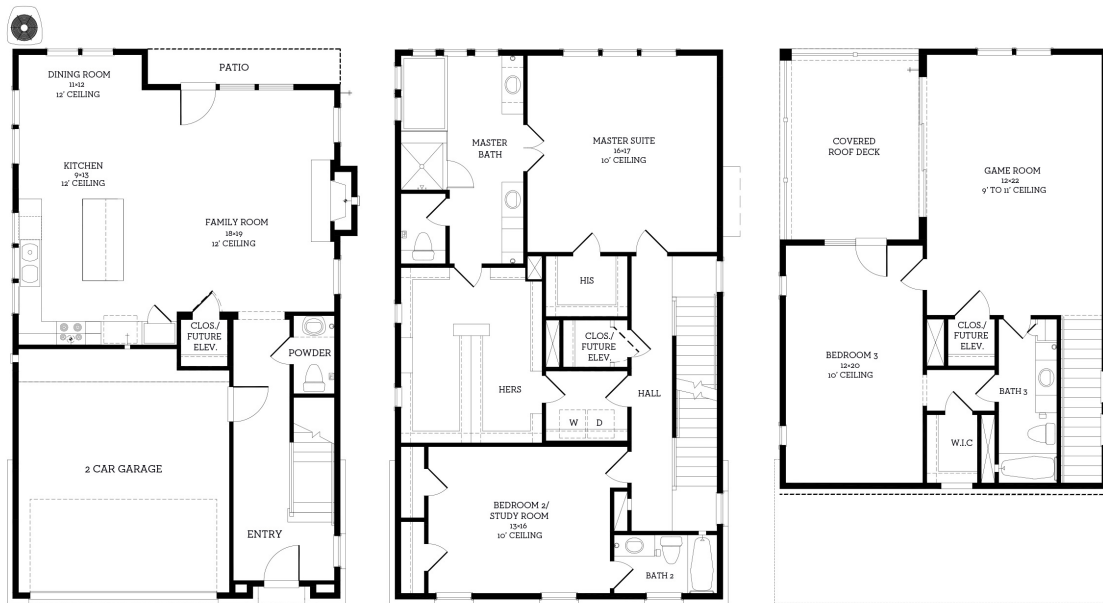 DINING ROOM
11×12
12' CEILING
PATIO
KITCHEN
9×13
12' CEILING
FAMILY ROOM
18×19
12' CEILING
CLOS./
FUTURE
ELEV.
POWDER
2 CAR GARAGE
ENTRY
MASTER
BATH
MASTER SUITE
16×17
10' CEILING
HIS
CLOS./
FUTURE
ELEV.
HERS
HALL
W
D
BEDROOM 2/
STUDY ROOM
13×16
10' CEILING
BATH 2
COVERED
ROOF DECK
GAME ROOM
12×22
9' TO 11' CEILING
BEDROOM 3
12×20
10' CEILING
CLOS./
FUTURE
ELEV.
BATH 3
W.I.C